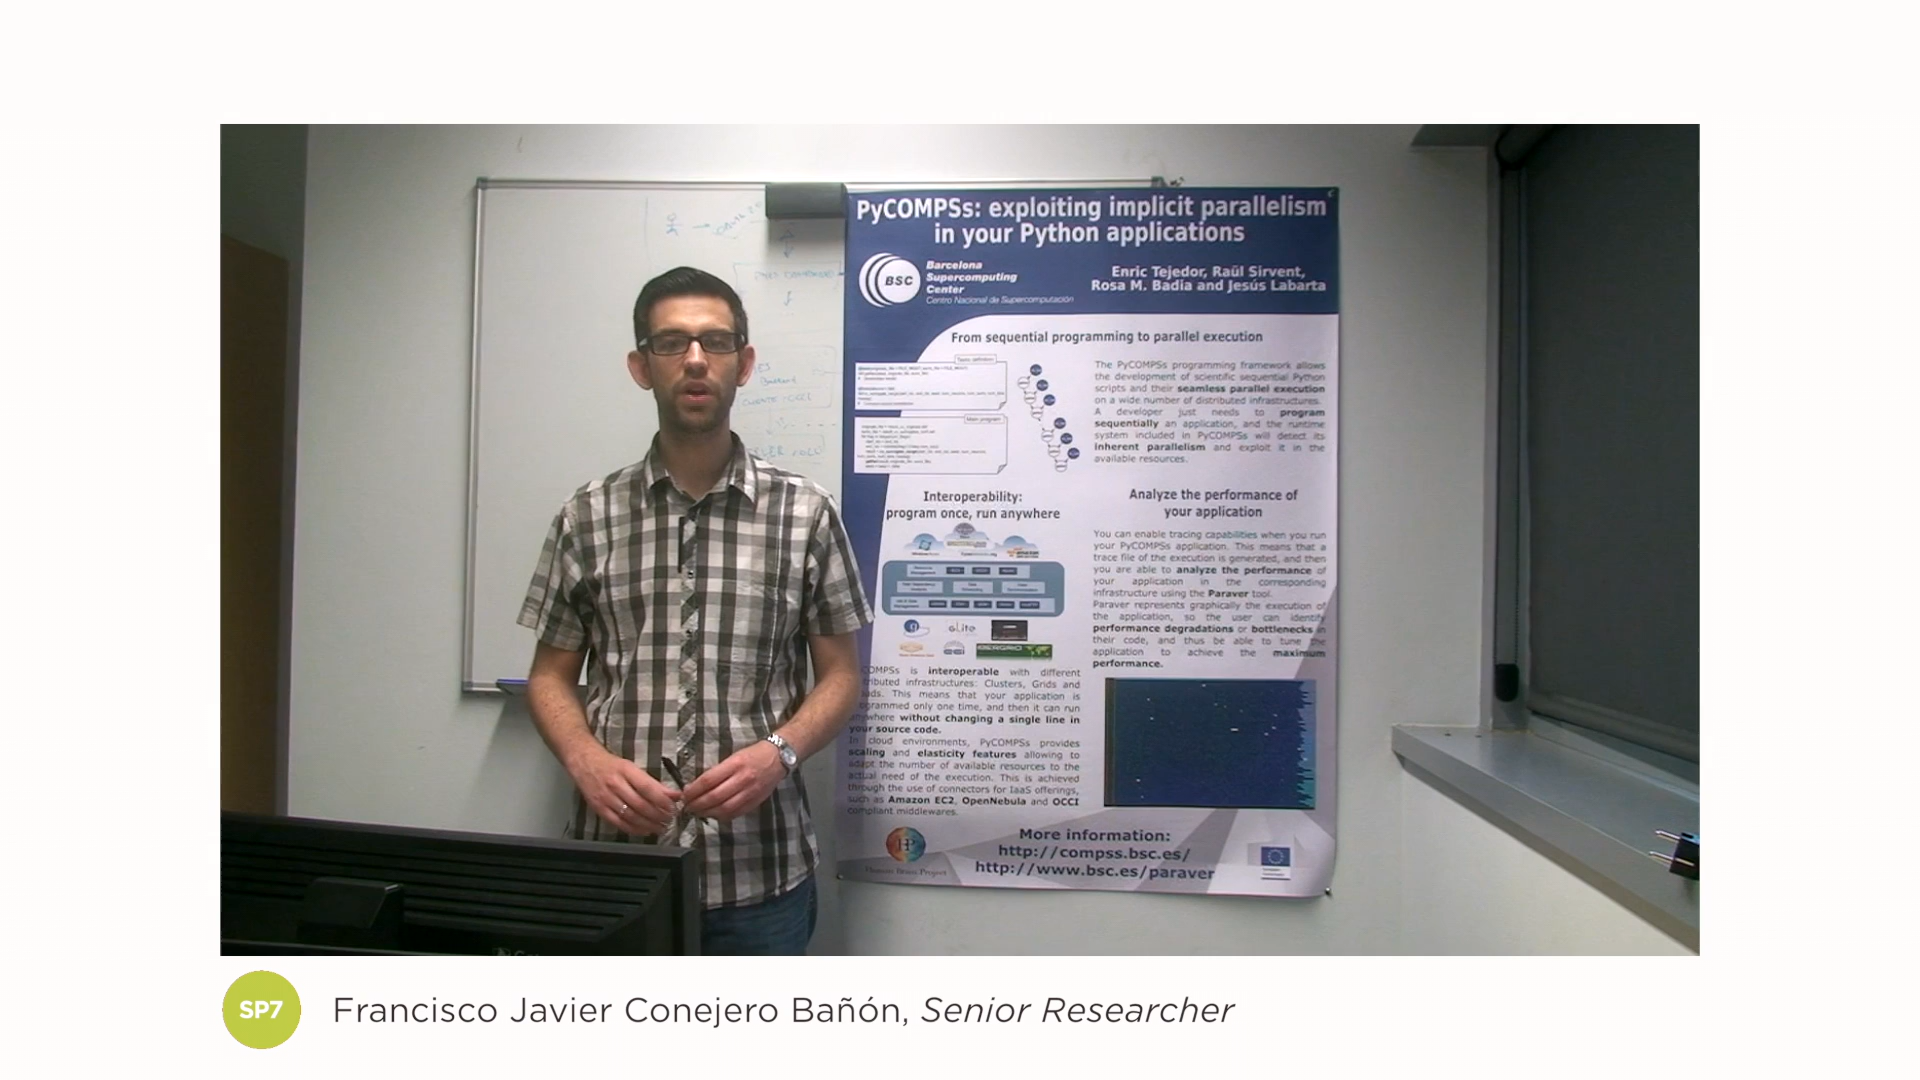 PyCOMPSs: exploiting implicit parallelism
in your Python applications
BSC
Barcelona
Supercomputing
Center
Centro Nacional de Supercomputación
Enric Tejedor, Raül Sirvent,
Rosa M. Badia and Jesús Labarta
From sequential programming to parallel execution
Main program
The PyCOMPSs programming framework allows
the development of scientific sequential Python
scripts and their seamless parallel execution
on a wide number of distributed infrastructures.
A developer just needs to program
sequentially an application, and the runtime
system included in PyCOMPSs will detect its
inherent parallelism and exploit it in the
available resources.
Interoperability:
program once, run anywhere
COMPSs is interoperable with different
tributed infrastructures: Clusters, Grids and
ads. This means that your application is
ogrammed only one time, and then it can run
anywhere without changing a single line in
your source code.
In cloud environments, PyCOMPSs provides
scaling and elasticity features allowing to
adapt the number of available resources to the
actual need of the execution. This is achieved
through the use of connectors for IaaS offerings,
such as Amazon EC2, OpenNebula and OCCI
compliant middlewares.
Analyze the performance of
your application
You can enable tracing capabilities when you run
your PyCOMPSs application. This means that a
trace file of the execution is generated, and then
you are able to analyze the performance of
your application in the corresponding
infrastructure using the Paraver tool.
Paraver represents graphically the execution of
the application, so the user can identify
performance degradations or bottlenecks in
their code, and thus be able to tune the
application to achieve the maximum
performance.
Human Brain Project
More information:
http://compss.bsc.es/
http://www.bsc.es/paraver
SP7
Francisco Javier Conejero Bañón, Senior Researcher